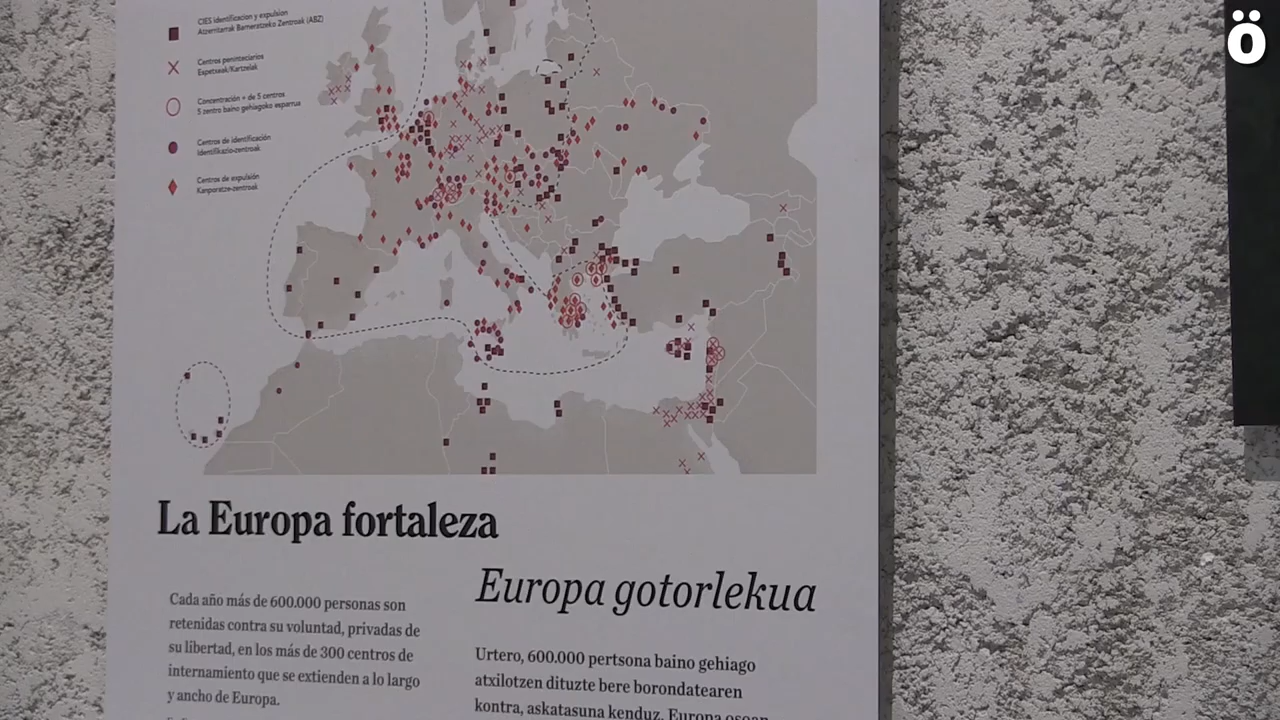 ö
CIES identificacion y expulsion
Atzerritarrak Barneratzeko Zentroak (ABZ)
Centros peninteciarios
Espetxeak/Kartzelak
Concentración + de 5 centros
5 zentro baino gehiagoko esparrua
Centros de identificación
Identifikazio-zentroak
Centros de expulsión
Kanporatze-zentroak
La Europa fortaleza
Europa gotorlekua
Cada año más de 600.000 personas son
retenidas contra su voluntad, privadas de
su libertad, en los más de 300 centros de
internamiento que se extienden a lo largo
y ancho de Europa.
Urtero, 600.000 pertsona baino gehiago
atxilotzen dituzte bere borondatearen
kontra, askatasuna kenduz. Europa osoan